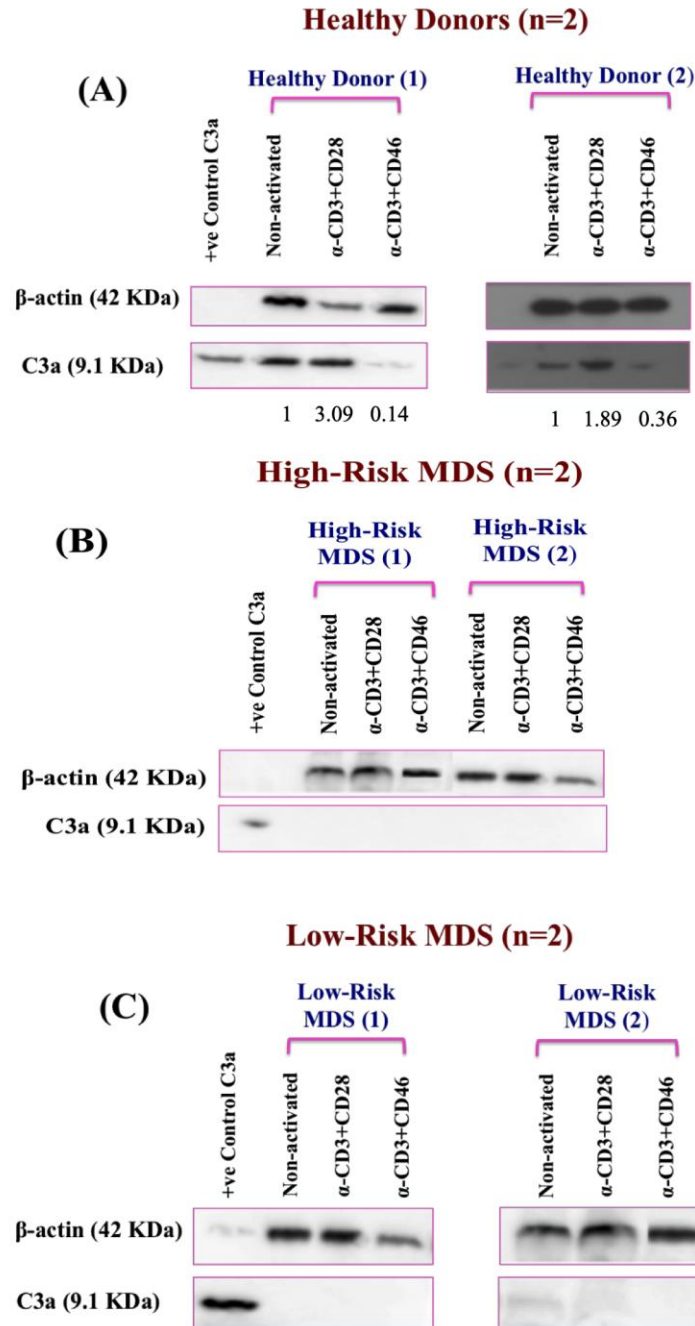 Healthy Donors (n=2)
(A)
Healthy Donor (1)
Healthy Donor (2)
+ve Control C3a
Non-activated
α-CD3+CD28
α-CD3+CD46
Non-activated
α-CD3+CD28
α-CD3+CD46
β-actin (42 KDa)
C3a (9.1 KDa)
1 3.09 0.14
1 1.89 0.36
High-Risk MDS (n=2)
(B)
High-Risk
MDS (1)
High-Risk
MDS (2)
+ve Control C3a
Non-activated
α-CD3+CD28
α-CD3+CD46
Non-activated
α-CD3+CD28
α-CD3+CD46
β-actin (42 KDa)
C3a (9.1 KDa)
Low-Risk MDS (n=2)
(C)
Low-Risk
MDS (1)
Low-Risk
MDS (2)
+ve Control C3a
Non-activated
α-CD3+CD28
α-CD3+CD46
Non-activated
α-CD3+CD28
α-CD3+CD46
β-actin (42 KDa)
C3a (9.1 KDa)